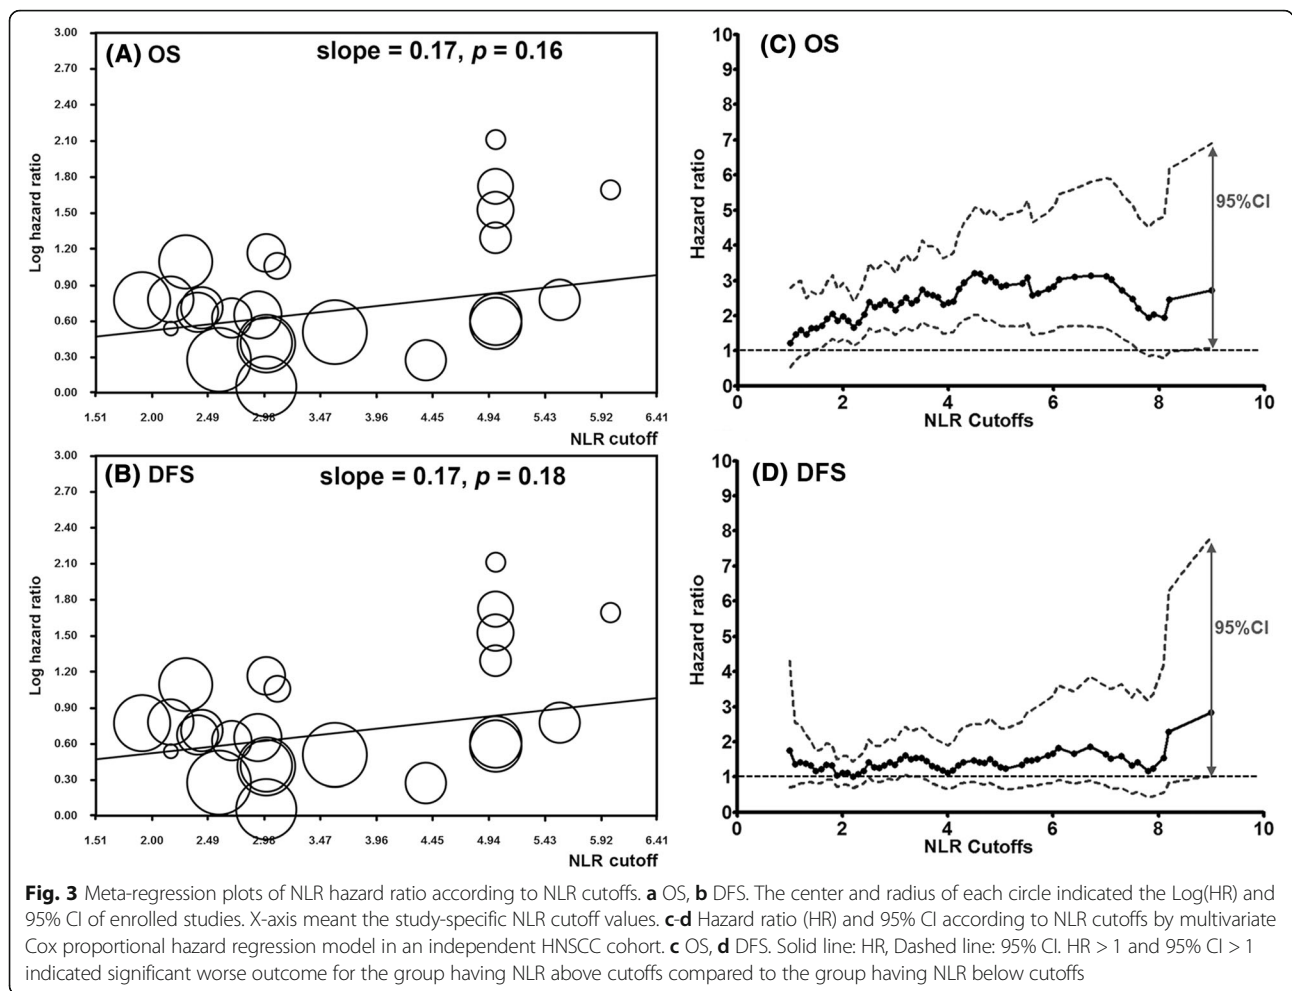 (A) OS
slope = 0.17, p = 0.16
Log hazard ratio
3.00
2.70
2.40
2.10
1.80
1.50
1.20
0.90
0.60
0.30
0.00
1.51 2.00 2.49 2.98 3.47 3.96 4.45 4.94 5.43 5.92 6.41
NLR cutoff
(C) OS
Hazard ratio
10
9
8
7
6
5
4
3
2
1
0
95%CI
0 2 4 6 8 10
NLR Cutoffs
(B) DFS
slope = 0.17, p = 0.18
Log hazard ratio
3.00
2.70
2.40
2.10
1.80
1.50
1.20
0.90
0.60
0.30
0.00
1.51 2.00 2.49 2.98 3.47 3.96 4.45 4.94 5.43 5.92 6.41
NLR cutoff
(D) DFS
Hazard ratio
10
9
8
7
6
5
4
3
2
1
0
95%CI
0 2 4 6 8 10
NLR Cutoffs
Fig. 3 Meta-regression plots of NLR hazard ratio according to NLR cutoffs. a OS, b DFS. The center and radius of each circle indicated the Log(HR) and
95% CI of enrolled studies. X-axis meant the study-specific NLR cutoff values. c-d Hazard ratio (HR) and 95% CI according to NLR cutoffs by multivariate
Cox proportional hazard regression model in an independent HNSCC cohort. c OS, d DFS. Solid line: HR, Dashed line: 95% CI. HR > 1 and 95% CI > 1
indicated significant worse outcome for the group having NLR above cutoffs compared to the group having NLR below cutoffs